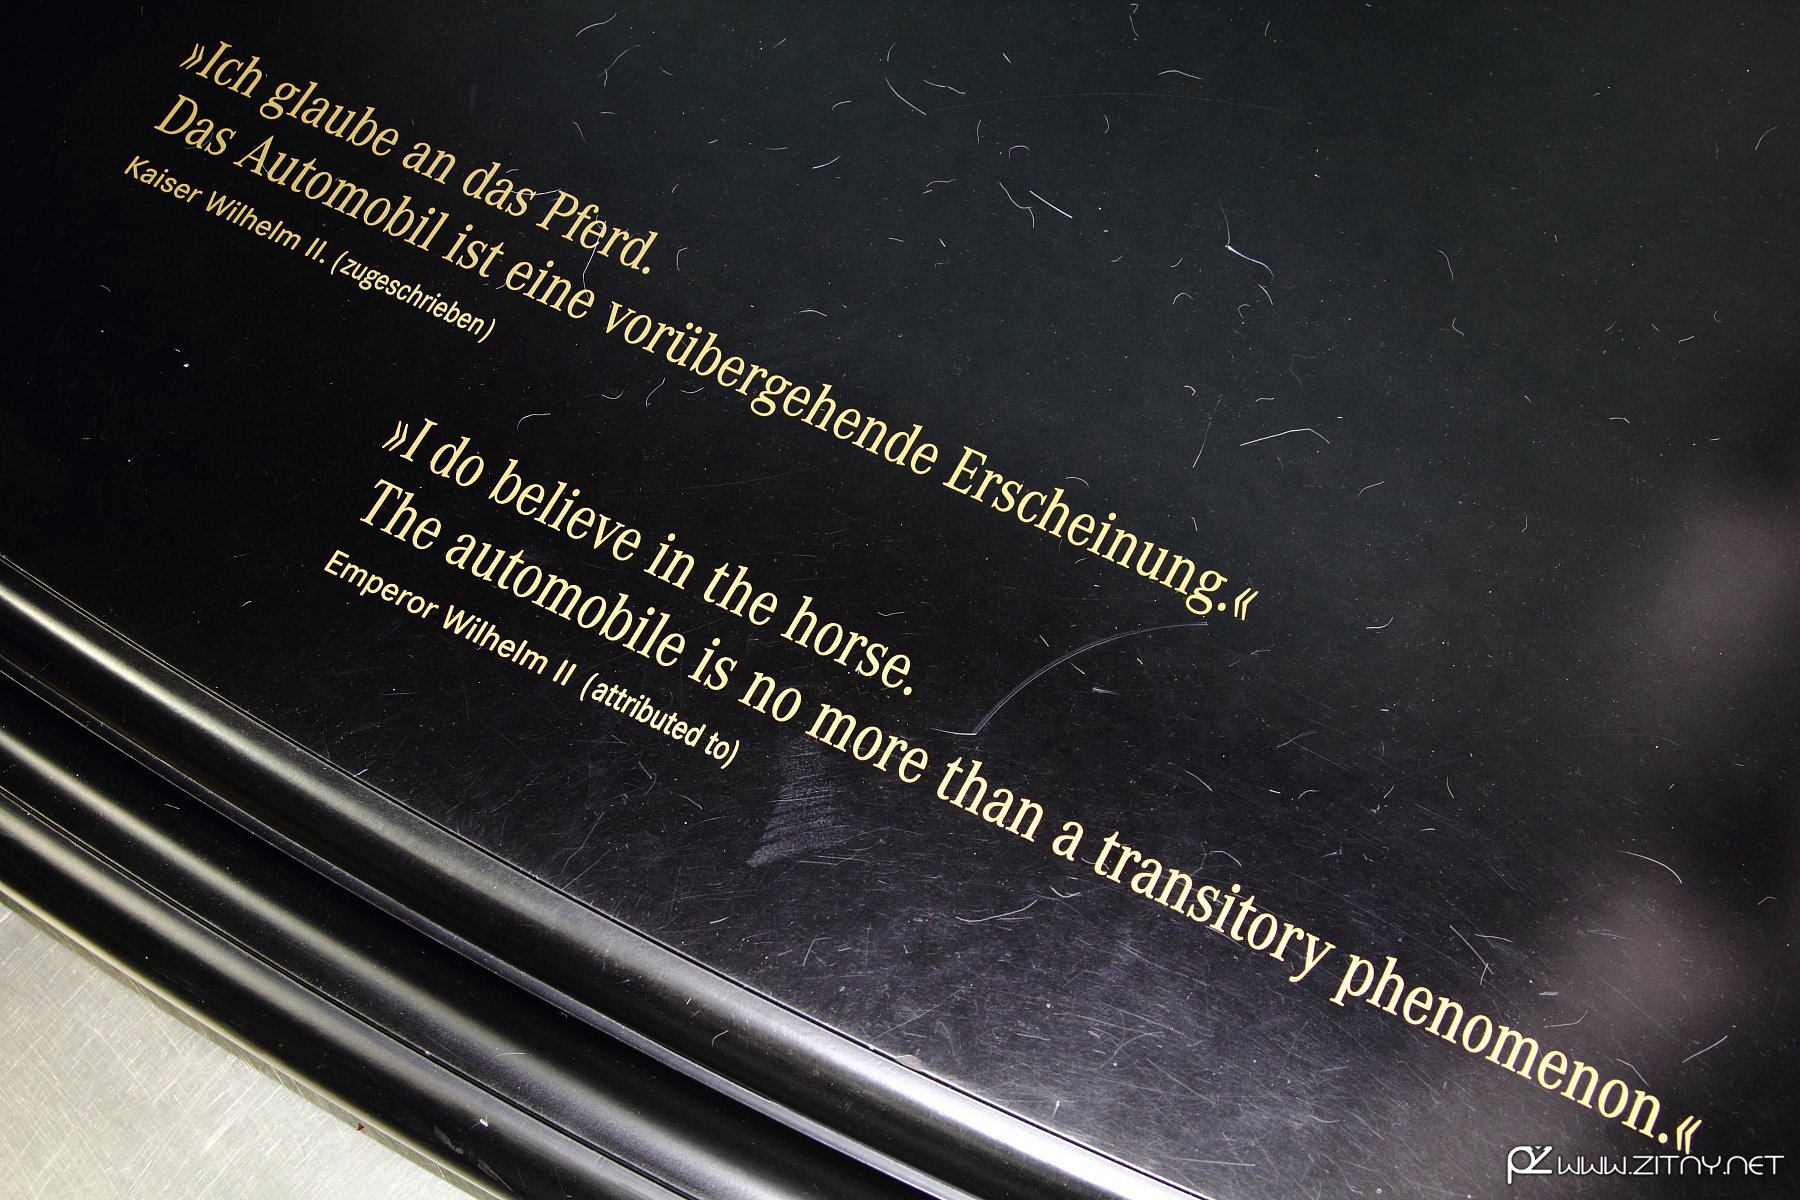 »Ich glaube an das Pferd.
Das Automobil ist eine vorübergehende Erscheinung.«
Kaiser Wilhelm II. (zugeschrieben)
»I do believe in the horse.
The automobile is no more than a transitory phenomenon.«
Emperor Wilhelm II (attributed to)
PZ WWW.ZITNY.NET